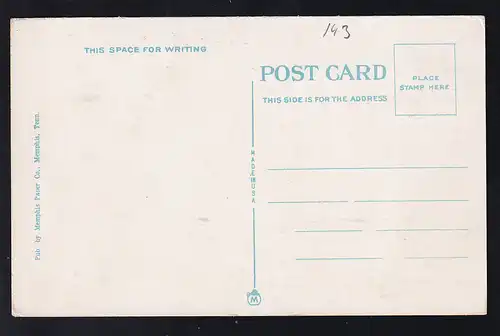 143
THIS SPACE FOR WRITING
POST CARD
THIS SIDE IS FOR THE ADDRESS
PLACE
STAMP HERE
Pub. by Memphis Paper Co., Memphis, Tenn.
MADE IN USA
M